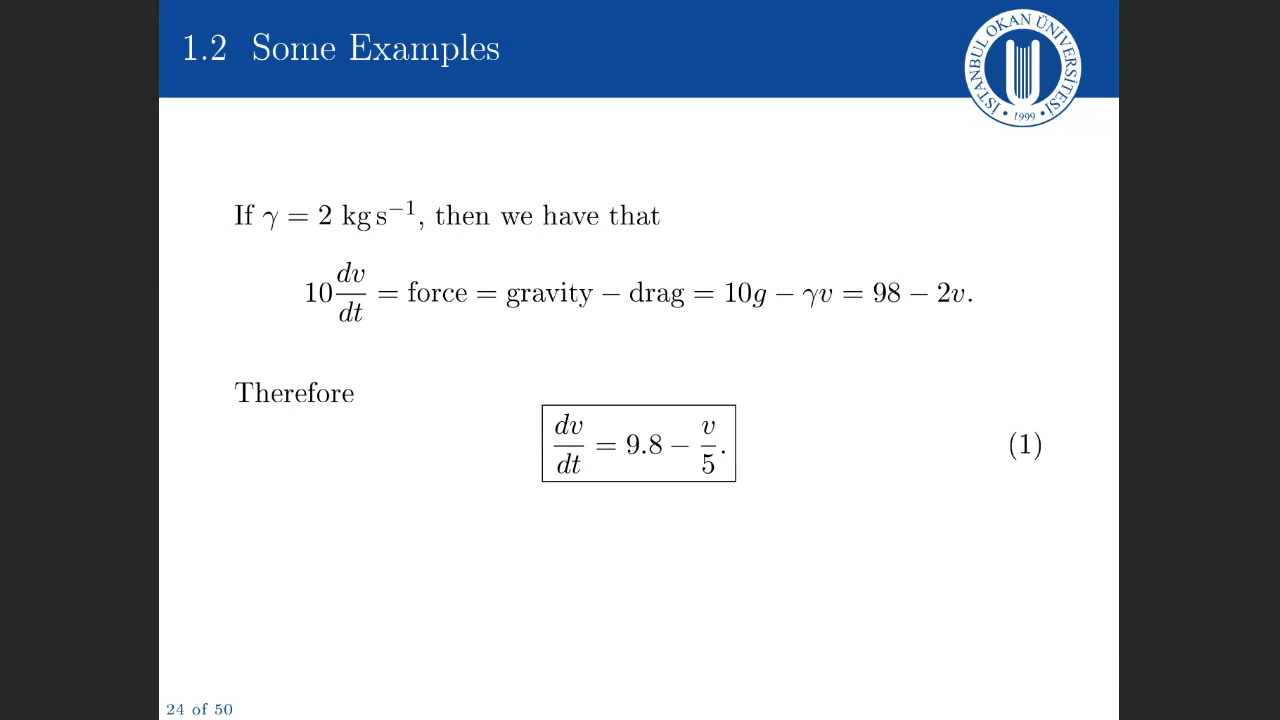 1.2 Some Examples
İSTANBUL OKAN ÜNİVERSİTESİ
• 1999 •
If γ = 2 kg s⁻¹, then we have that
10 dv/dt = force = gravity − drag = 10g − γv = 98 − 2v.
Therefore
dv/dt = 9.8 − v/5. (1)
24 of 50